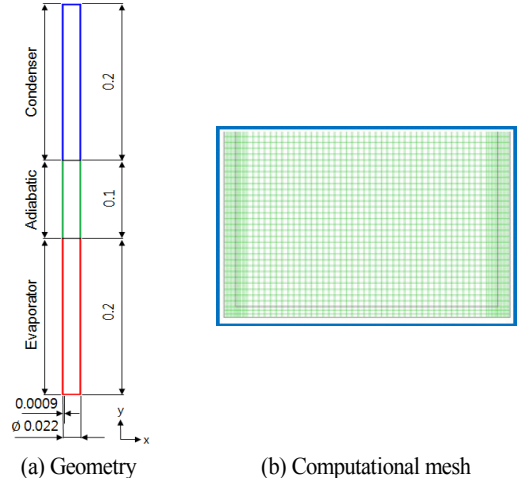 Condenser
0.2
Adiabatic
0.1
Evaporator
0.2
0.0009
Ø 0.022
y
x
(a) Geometry
(b) Computational mesh